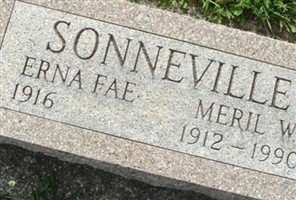 SONNEVILLE
ERNA FAE
1916
MERIL W
1912-1990